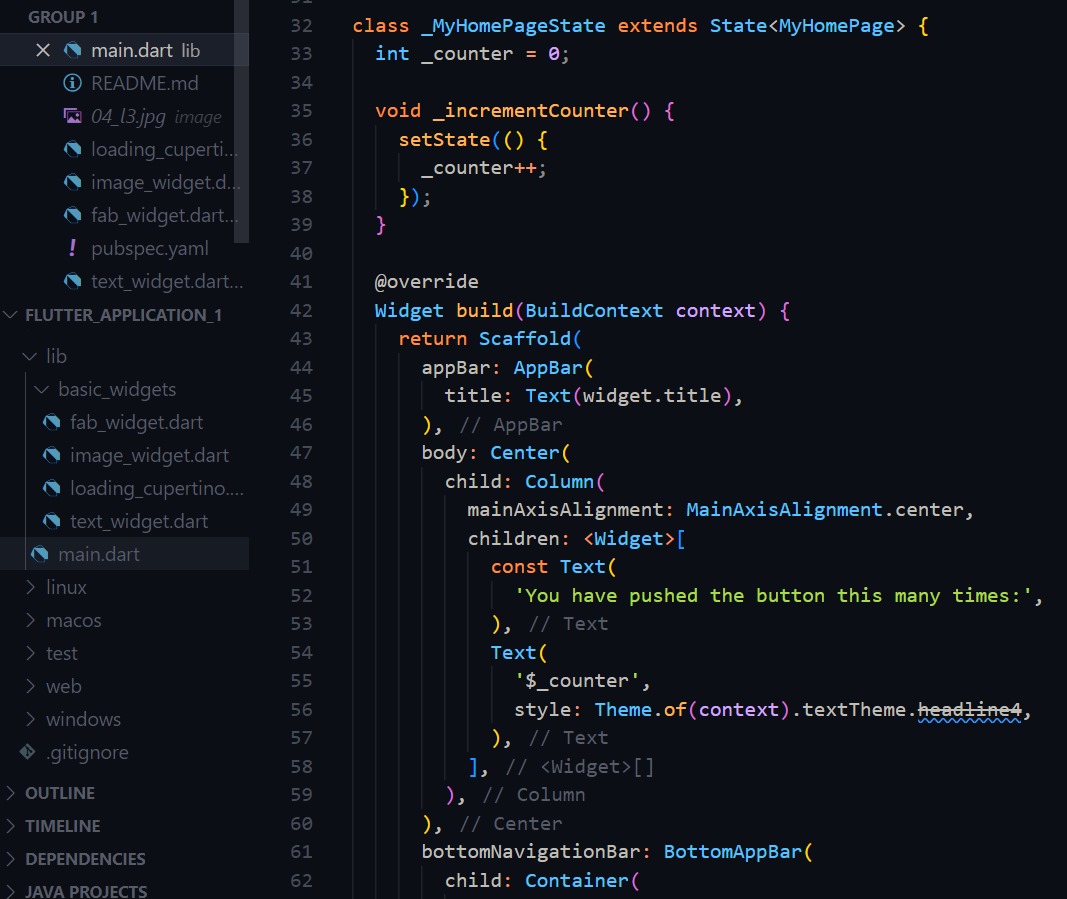 GROUP 1
main.dart lib
README.md
04_l3.jpg image
loading_cuperti...
image_widget.d...
fab_widget.dart...
! pubspec.yaml
text_widget.dart...
FLUTTER_APPLICATION_1
lib
basic_widgets
fab_widget.dart
image_widget.dart
loading_cupertino....
text_widget.dart
main.dart
linux
macos
test
web
windows
.gitignore
OUTLINE
TIMELINE
DEPENDENCIES
JAVA PROJECTS
32 class _MyHomePageState extends State<MyHomePage> {
33 int _counter = 0;
34
35 void _incrementCounter() {
36 setState(() {
37 _counter++;
38 });
39 }
40
41 @override
42 Widget build(BuildContext context) {
43 return Scaffold(
44 appBar: AppBar(
45 title: Text(widget.title),
46 ), // AppBar
47 body: Center(
48 child: Column(
49 mainAxisAlignment: MainAxisAlignment.center,
50 children: <Widget>[
51 const Text(
52 'You have pushed the button this many times:',
53 ), // Text
54 Text(
55 '$_counter',
56 style: Theme.of(context).textTheme.headline4,
57 ), // Text
58 ], // <Widget>[]
59 ), // Column
60 ), // Center
61 bottomNavigationBar: BottomAppBar(
62 child: Container(